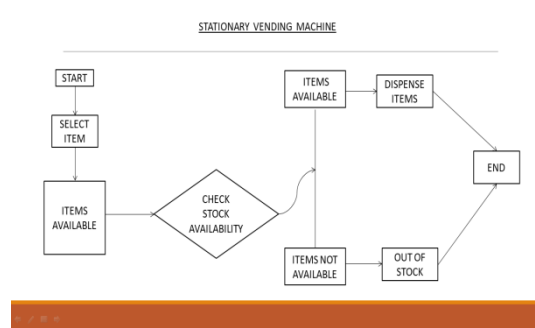 STATIONARY VENDING MACHINE
START
SELECT
ITEM
ITEMS
AVAILABLE
CHECK
STOCK
AVAILABILITY
ITEMS
AVAILABLE
DISPENSE
ITEMS
ITEMS NOT
AVAILABLE
OUT OF
STOCK
END